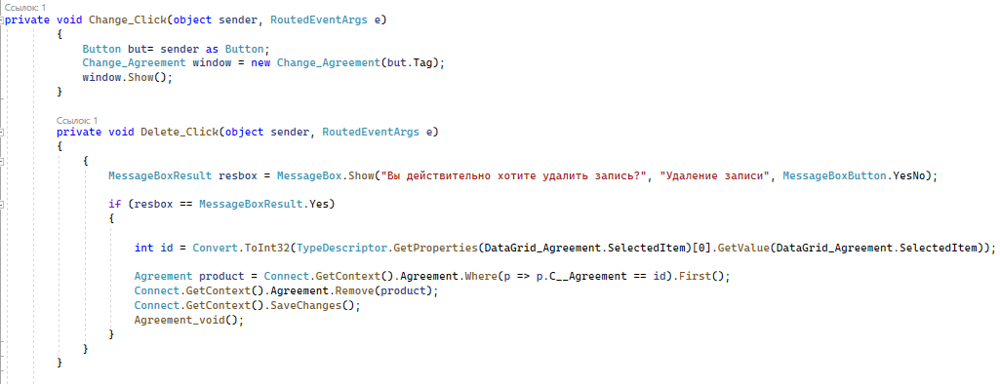 Ссылок: 1
private void Change_Click(object sender, RoutedEventArgs e)
{
Button but= sender as Button;
Change_Agreement window = new Change_Agreement(but.Tag);
window.Show();
}
Ссылок: 1
private void Delete_Click(object sender, RoutedEventArgs e)
{
{
MessageBoxResult resbox = MessageBox.Show("Вы действительно хотите удалить запись?", "Удаление записи", MessageBoxButton.YesNo);
if (resbox == MessageBoxResult.Yes)
{
int id = Convert.ToInt32(TypeDescriptor.GetProperties(DataGrid_Agreement.SelectedItem)[0].GetValue(DataGrid_Agreement.SelectedItem));
Agreement product = Connect.GetContext().Agreement.Where(p => p.C__Agreement == id).First();
Connect.GetContext().Agreement.Remove(product);
Connect.GetContext().SaveChanges();
Agreement_void();
}
}
}